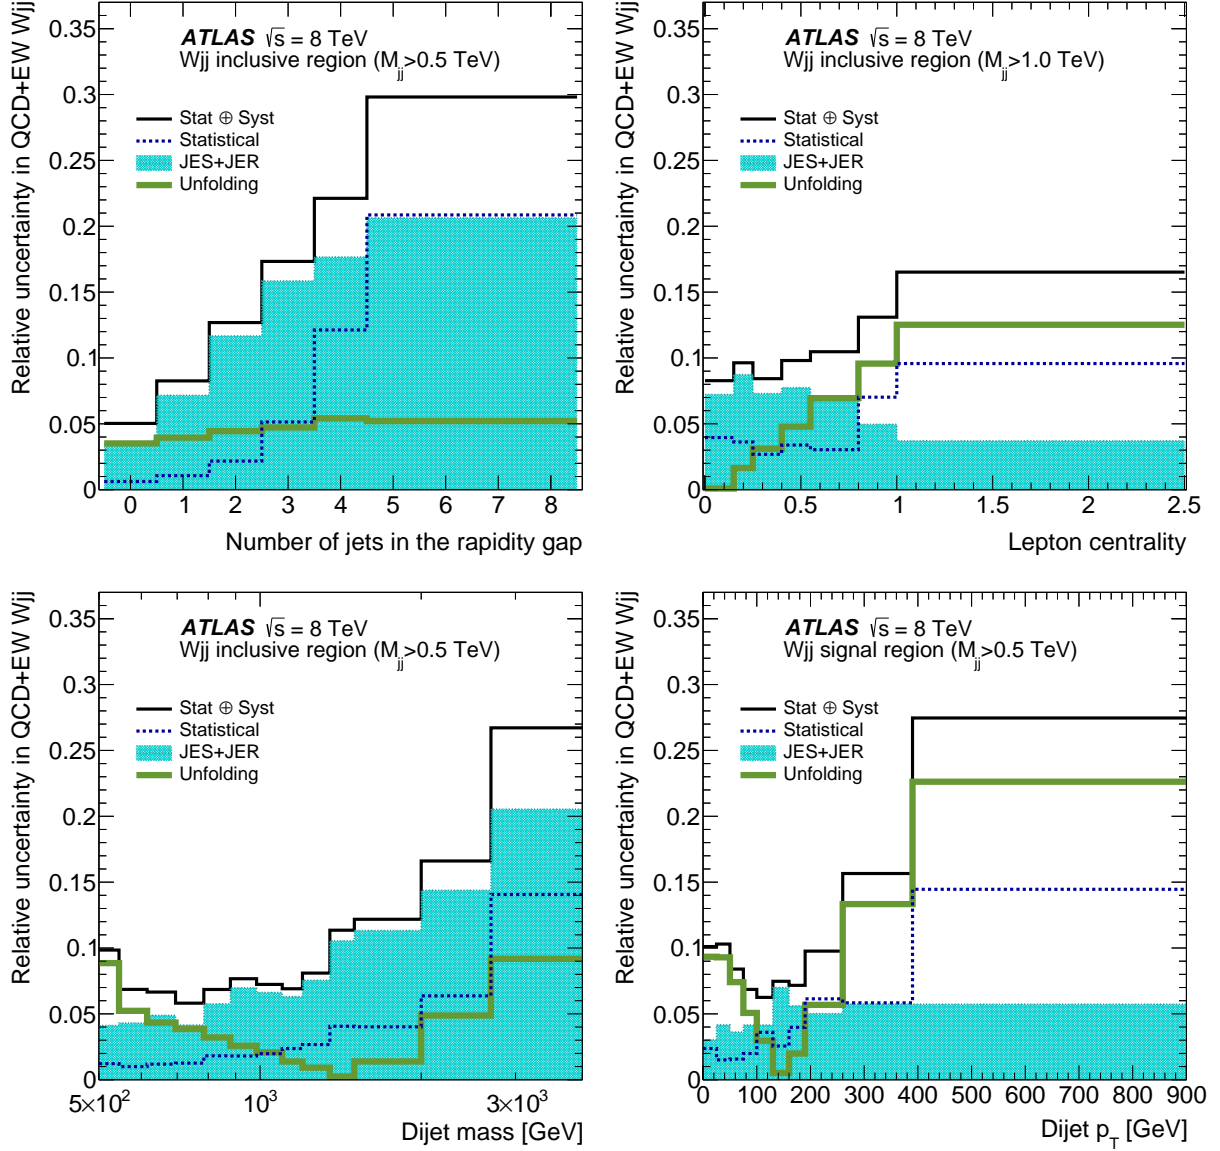 Relative uncertainty in QCD+EW Wjj
0.35
0.3
0.25
0.2
0.15
0.1
0.05
0
ATLAS √s = 8 TeV
Wjj inclusive region (Mjj>0.5 TeV)
Stat ⊕ Syst
Statistical
JES+JER
Unfolding
0 1 2 3 4 5 6 7 8
Number of jets in the rapidity gap
Relative uncertainty in QCD+EW Wjj
0.35
0.3
0.25
0.2
0.15
0.1
0.05
0
ATLAS √s = 8 TeV
Wjj inclusive region (Mjj>1.0 TeV)
Stat ⊕ Syst
Statistical
JES+JER
Unfolding
0 0.5 1 1.5 2 2.5
Lepton centrality
Relative uncertainty in QCD+EW Wjj
0.35
0.3
0.25
0.2
0.15
0.1
0.05
0
ATLAS √s = 8 TeV
Wjj inclusive region (Mjj>0.5 TeV)
Stat ⊕ Syst
Statistical
JES+JER
Unfolding
5×10² 10³ 3×10³
Dijet mass [GeV]
Relative uncertainty in QCD+EW Wjj
0.35
0.3
0.25
0.2
0.15
0.1
0.05
0
ATLAS √s = 8 TeV
Wjj signal region (Mjj>0.5 TeV)
Stat ⊕ Syst
Statistical
JES+JER
Unfolding
0 100 200 300 400 500 600 700 800 900
Dijet pT [GeV]